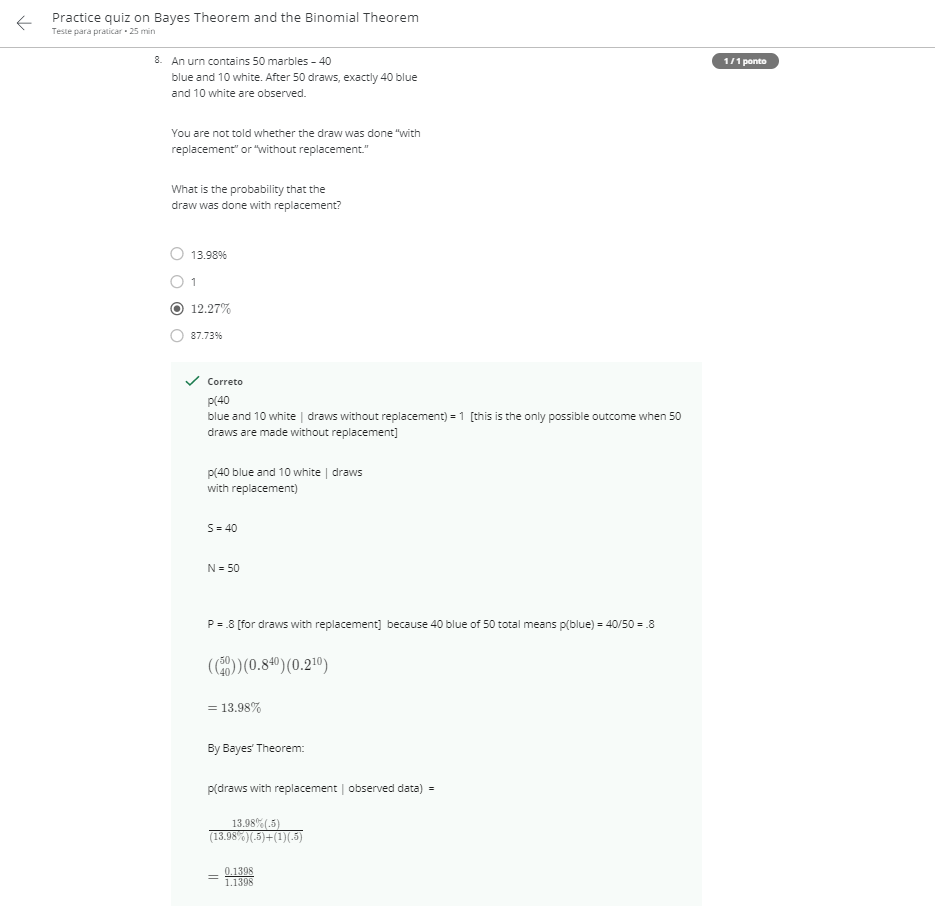 Practice quiz on Bayes Theorem and the Binomial Theorem
Teste para praticar • 25 min
8. An urn contains 50 marbles – 40
1 / 1 ponto
blue and 10 white. After 50 draws, exactly 40 blue
and 10 white are observed.
You are not told whether the draw was done “with
replacement” or “without replacement.”
What is the probability that the
draw was done with replacement?
13.98%
1
12.27%
87.73%
Correto
p(40
blue and 10 white | draws without replacement) = 1 [this is the only possible outcome when 50
draws are made without replacement]
p(40 blue and 10 white | draws
with replacement)
S = 40
N = 50
P = .8 [for draws with replacement] because 40 blue of 50 total means p(blue) = 40/50 = .8
((50 40))(0.8^40)(0.2^10)
= 13.98%
By Bayes’ Theorem:
p(draws with replacement | observed data) =
13.98%(.5)
(13.98%)(.5)+(1)(.5)
= 0.1398
1.1398